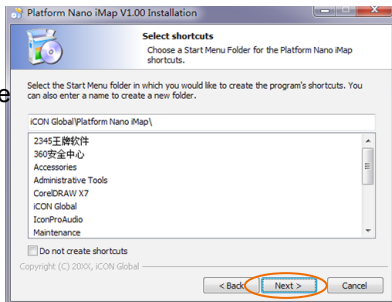 Platform Nano iMap V1.00 Installation
Select shortcuts
Choose a Start Menu Folder for the Platform Nano iMap
shortcuts.
Select the Start Menu folder in which you would like to create the program's shortcuts. You
can also enter a name to create a new folder.
e
iCON Global\Platform Nano iMap\
2345王牌软件
360安全中心
Accessories
Administrative Tools
CorelDRAW X7
iCON Global
IconProAudio
Maintenance
Do not create shortcuts
Copyright (C) 20XX, iCON Global
< Back
Next >
Cancel